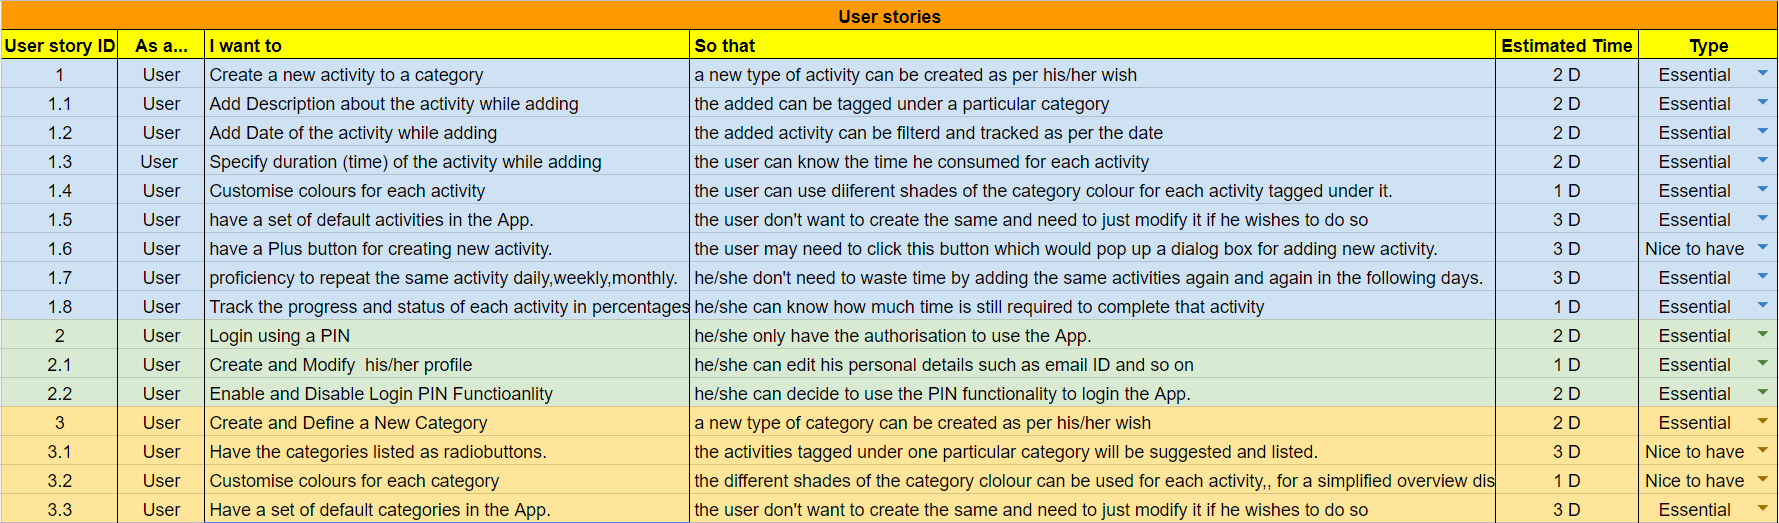 User stories
User story ID As a... I want to So that Estimated Time Type
1 User Create a new activity to a category a new type of activity can be created as per his/her wish 2 D Essential
1.1 User Add Description about the activity while adding the added can be tagged under a particular category 2 D Essential
1.2 User Add Date of the activity while adding the added activity can be filterd and tracked as per the date 2 D Essential
1.3 User Specify duration (time) of the activity while adding the user can know the time he consumed for each activity 2 D Essential
1.4 User Customise colours for each activity the user can use diiferent shades of the category colour for each activity tagged under it. 1 D Essential
1.5 User have a set of default activities in the App. the user don't want to create the same and need to just modify it if he wishes to do so 3 D Essential
1.6 User have a Plus button for creating new activity. the user may need to click this button which would pop up a dialog box for adding new activity. 3 D Nice to have
1.7 User proficiency to repeat the same activity daily,weekly,monthly. he/she don't need to waste time by adding the same activities again and again in the following days. 3 D Essential
1.8 User Track the progress and status of each activity in percentages he/she can know how much time is still required to complete that activity 1 D Essential
2 User Login using a PIN he/she only have the authorisation to use the App. 2 D Essential
2.1 User Create and Modify  his/her profile he/she can edit his personal details such as email ID and so on 1 D Essential
2.2 User Enable and Disable Login PIN Functioanlity he/she can decide to use the PIN functionality to login the App. 2 D Essential
3 User Create and Define a New Category a new type of category can be created as per his/her wish 2 D Essential
3.1 User Have the categories listed as radiobuttons. the activities tagged under one particular category will be suggested and listed. 3 D Nice to have
3.2 User Customise colours for each category the different shades of the category clolour can be used for each activity,, for a simplified overview dis 1 D Nice to have
3.3 User Have a set of default categories in the App. the user don't want to create the same and need to just modify it if he wishes to do so 3 D Essential